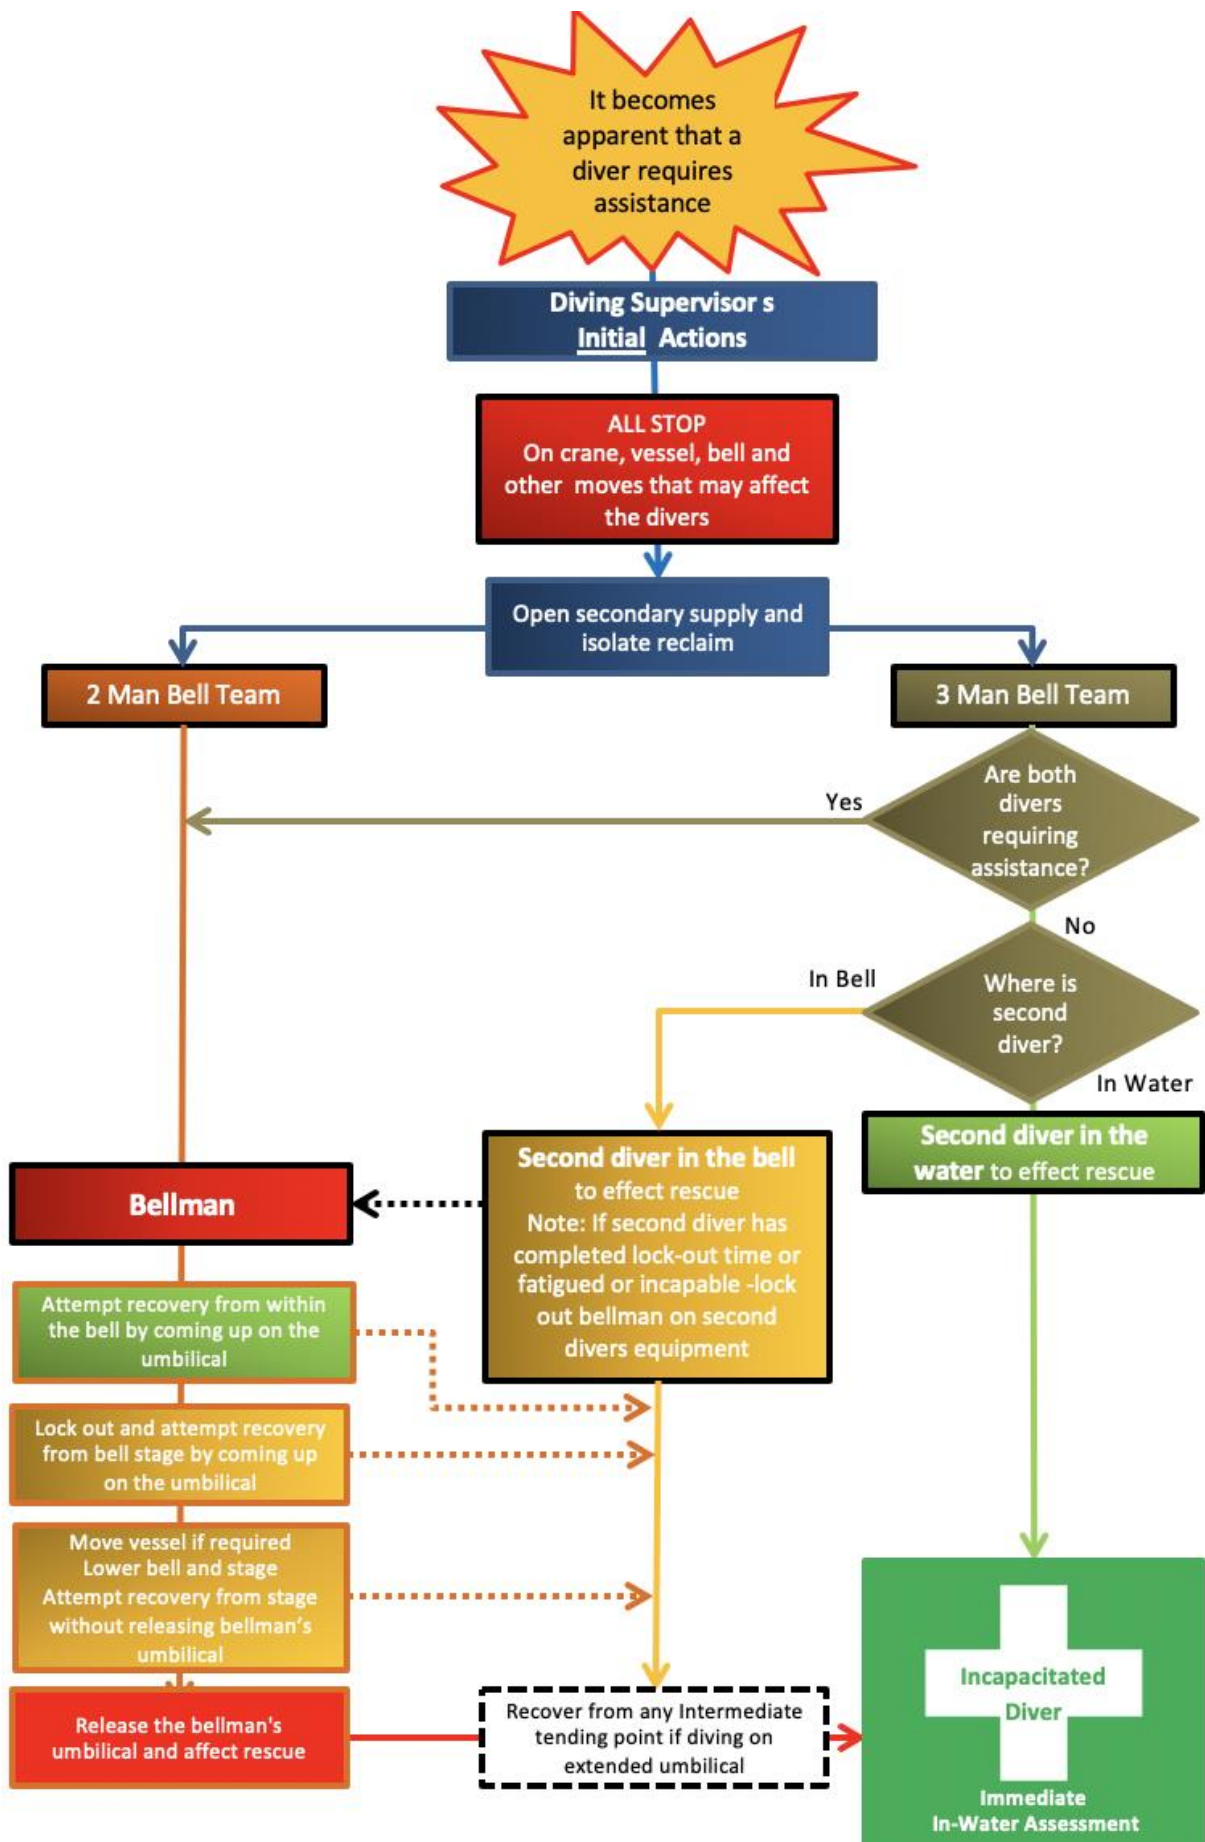 It becomes
apparent that a
diver requires
assistance
Diving Supervisor s
Initial Actions
ALL STOP
On crane, vessel, bell and
other moves that may affect
the divers
Open secondary supply and
isolate reclaim
2 Man Bell Team
3 Man Bell Team
Are both
divers
requiring
assistance?
Yes
No
In Bell
Where is
second
diver?
In Water
Second diver in the
water to effect rescue
Second diver in the bell
to effect rescue
Note: If second diver has
completed lock-out time or
fatigued or incapable -lock
out bellman on second
divers equipment
Bellman
Attempt recovery from within
the bell by coming up on the
umbilical
Lock out and attempt recovery
from bell stage by coming up
on the umbilical
Move vessel if required
Lower bell and stage
Attempt recovery from stage
without releasing bellman's
umbilical
Release the bellman's
umbilical and affect rescue
Recover from any Intermediate
tending point if diving on
extended umbilical
Incapacitated
Diver
Immediate
In-Water Assessment